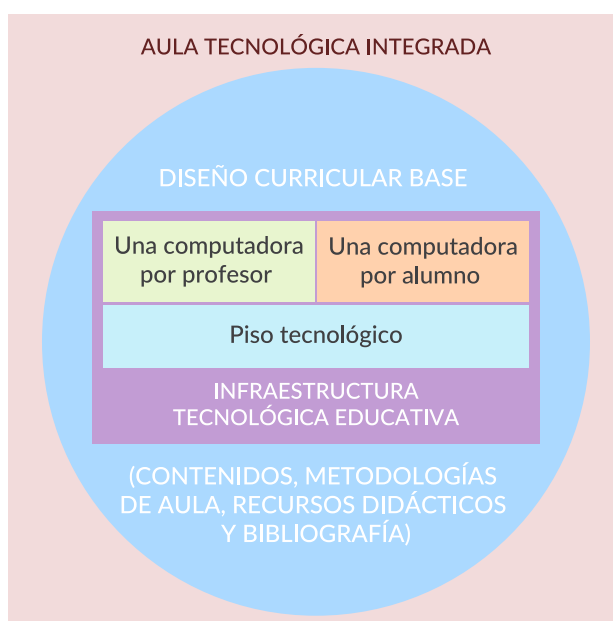 AULA TECNOLÓGICA INTEGRADA
DISEÑO CURRICULAR BASE
Una computadora
por profesor
Una computadora
por alumno
Piso tecnológico
INFRAESTRUCTURA
TECNOLÓGICA EDUCATIVA
(CONTENIDOS, METODOLOGÍAS
DE AULA, RECURSOS DIDÁCTICOS
Y BIBLIOGRAFÍA)